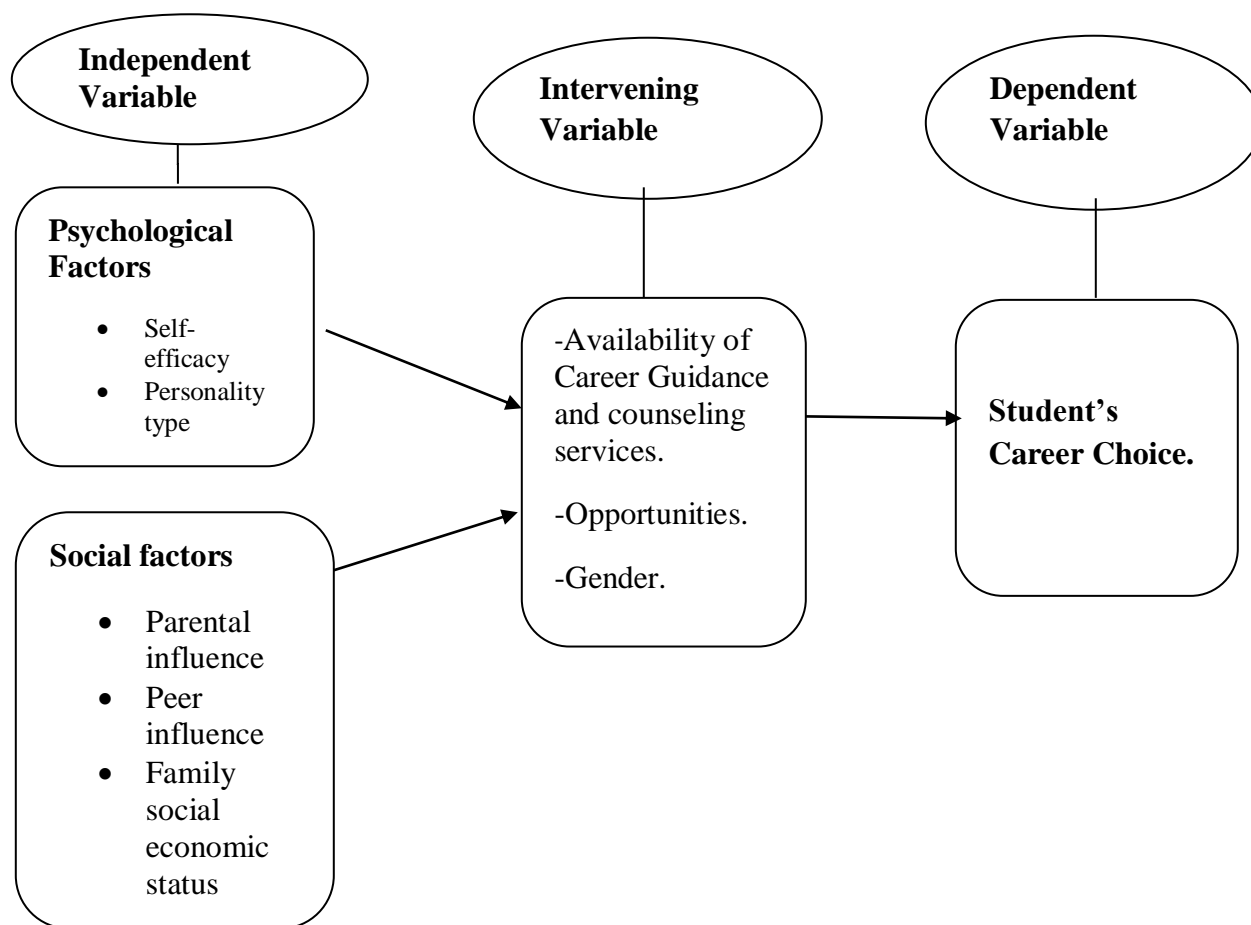 Independent
Variable
Psychological
Factors
• Self-
efficacy
• Personality
type
Social factors
• Parental
influence
• Peer
influence
• Family
social
economic
status
Intervening
Variable
-Availability of
Career Guidance
and counseling
services.
-Opportunities.
-Gender.
Dependent
Variable
Student’s
Career Choice.